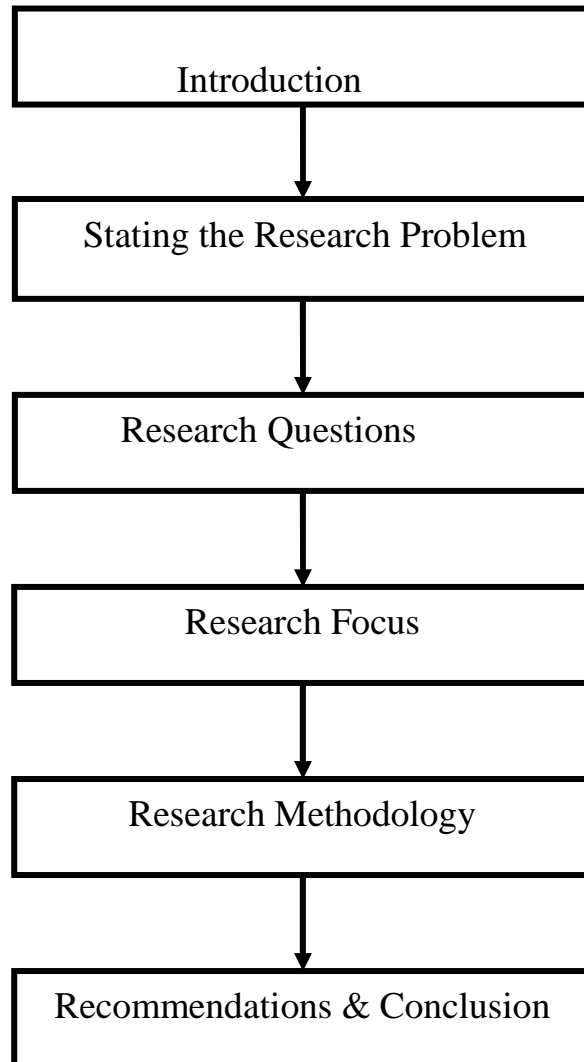 Introduction
Stating the Research Problem
Research Questions
Research Focus
Research Methodology
Recommendations & Conclusion